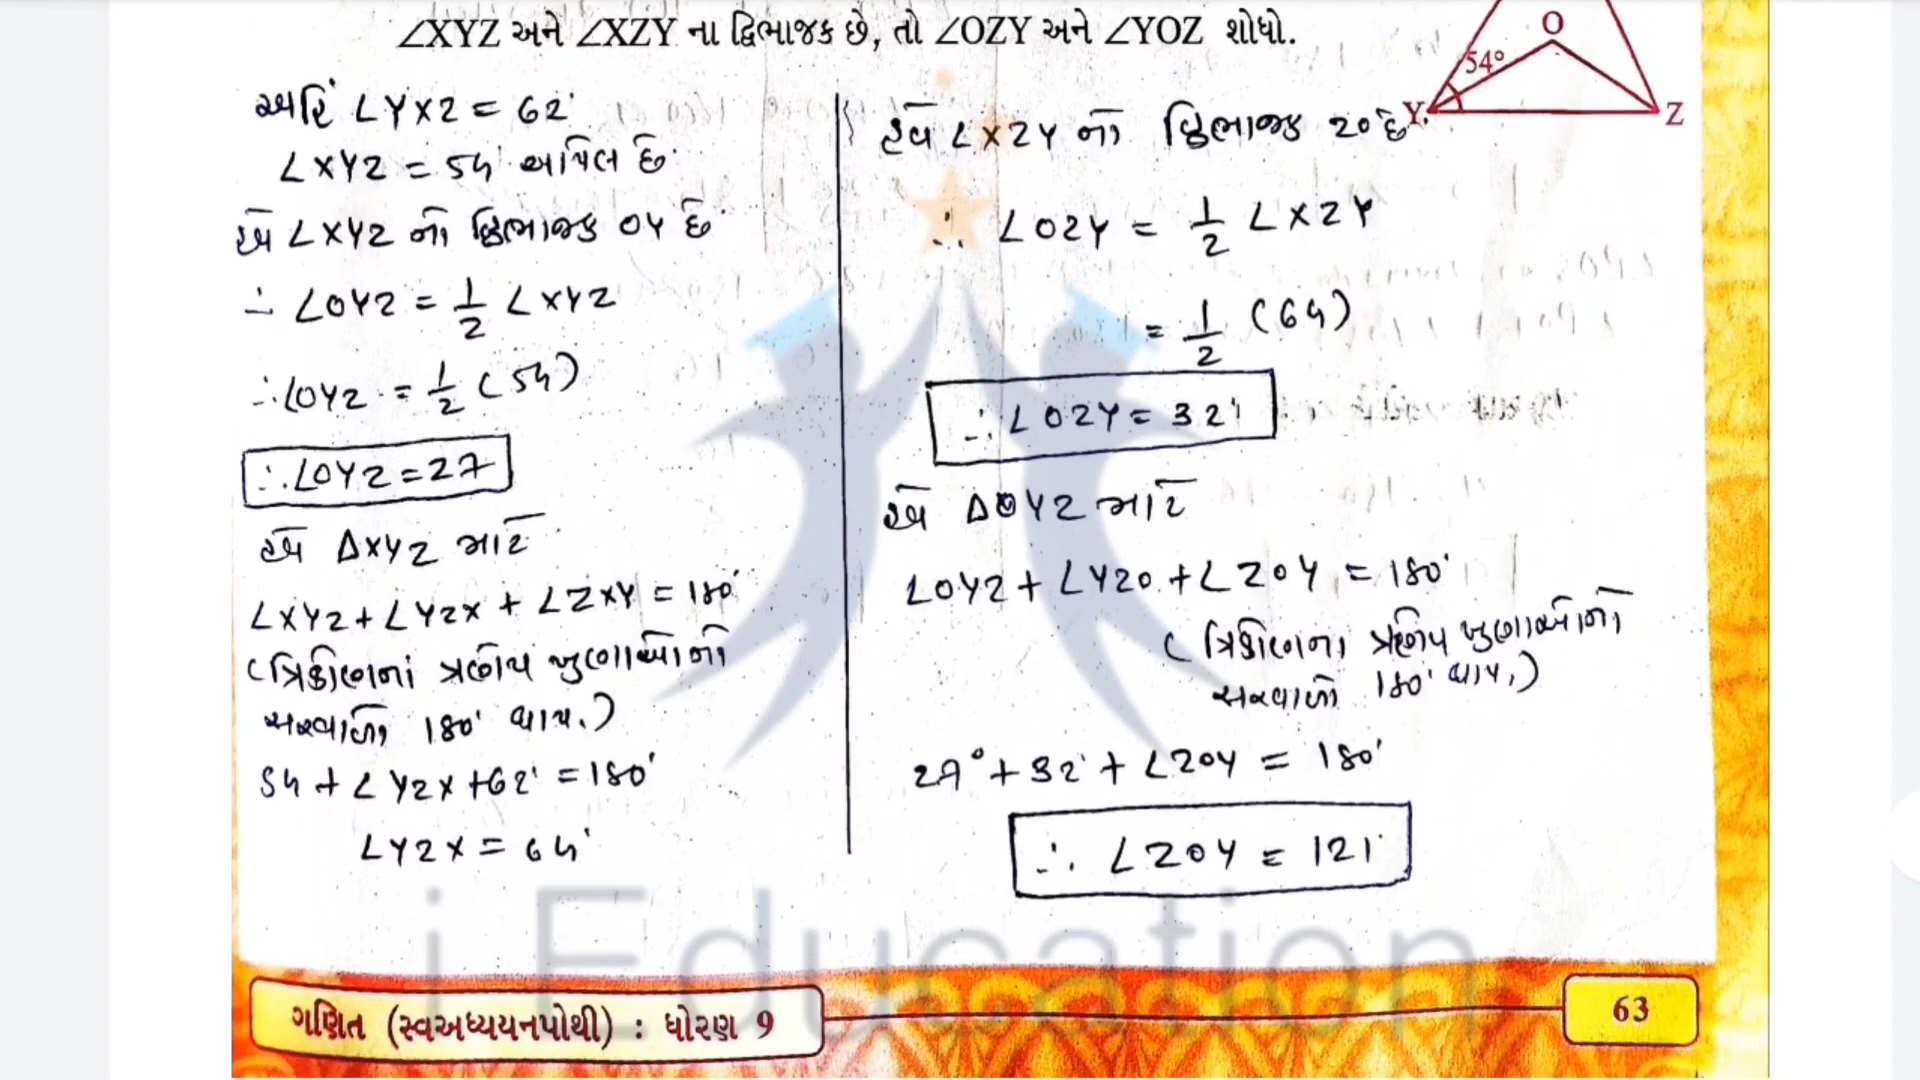 ∠XYZ અને ∠XZY ના દ્વિભાજક છે, તો ∠OZY અને ∠YOZ શોધો.
O
54°
Y
Z
અહિં ∠YXZ = 62°
∠XYZ = 54° આપેલ છે.
હવે ∠XYZ નો દ્વિભાજક OY છે.
∴ ∠OYZ = 1/2 ∠XYZ
∴ ∠OYZ = 1/2 (54)
∴ ∠OYZ = 27
હવે ΔXYZ માટે
∠XYZ + ∠YZX + ∠ZXY = 180°
(ત્રિકોણનાં ત્રણેય ખુણાઓનો
સરવાળો 180° થાય.)
54 + ∠YZX + 62° = 180°
∠YZX = 64°
હવે ∠XZY નો દ્વિભાજક ZO છે.
∴ ∠OZY = 1/2 ∠XZY
= 1/2 (64)
∴ ∠OZY = 32°
હવે ΔOYZ માટે
∠OYZ + ∠YZO + ∠ZOY = 180°
(ત્રિકોણના ત્રણેય ખુણાઓનો
સરવાળો 180° થાય.)
27° + 32° + ∠ZOY = 180°
∴ ∠ZOY = 121°
i Education
ગણિત (સ્વઅધ્યયનપોથી) : ધોરણ 9
63